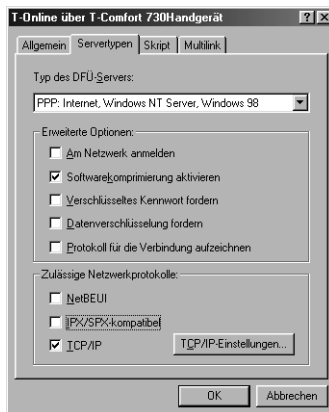 T-Online über T-Comfort 730Handgerät
Allgemein Servertypen Skript Multilink
Typ des DFÜ-Servers:
PPP: Internet, Windows NT Server, Windows 98
Erweiterte Optionen:
Am Netzwerk anmelden
Softwarekomprimierung aktivieren
Verschlüsseltes Kennwort fordern
Datenverschlüsselung fordern
Protokoll für die Verbindung aufzeichnen
Zulässige Netzwerkprotokolle:
NetBEUI
IPX/SPX-kompatibel
TCP/IP TCP/IP-Einstellungen...
OK Abbrechen